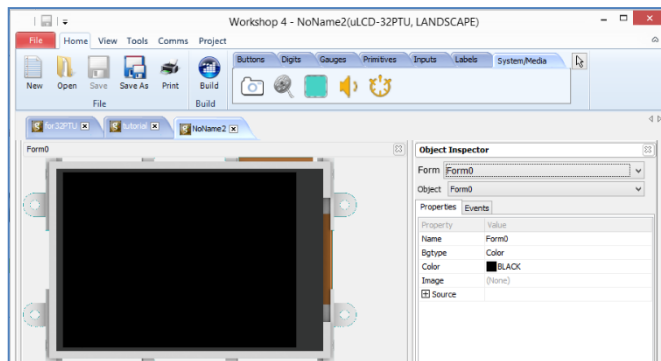 Workshop 4 - NoName2(uLCD-32PTU, LANDSCAPE)
File Home View Tools Comms Project
Buttons Digits Gauges Primitives Inputs Labels System/Media
New Open Save Save As Print Build
File Build
for32PTU tutorial NoName2
Form0
Object Inspector
Form Form0
Object Form0
Properties Events
Property Value
Name Form0
Bgtype Color
Color BLACK
Image (None)
Source